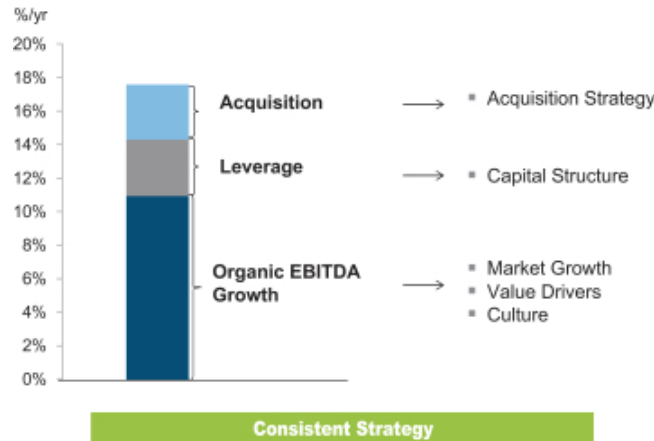 %/yr
20%
18%
16%
14%
12%
10%
8%
6%
4%
2%
0%
Acquisition
Leverage
Organic EBITDA
Growth
Acquisition Strategy
Capital Structure
Market Growth
Value Drivers
Culture
Consistent Strategy